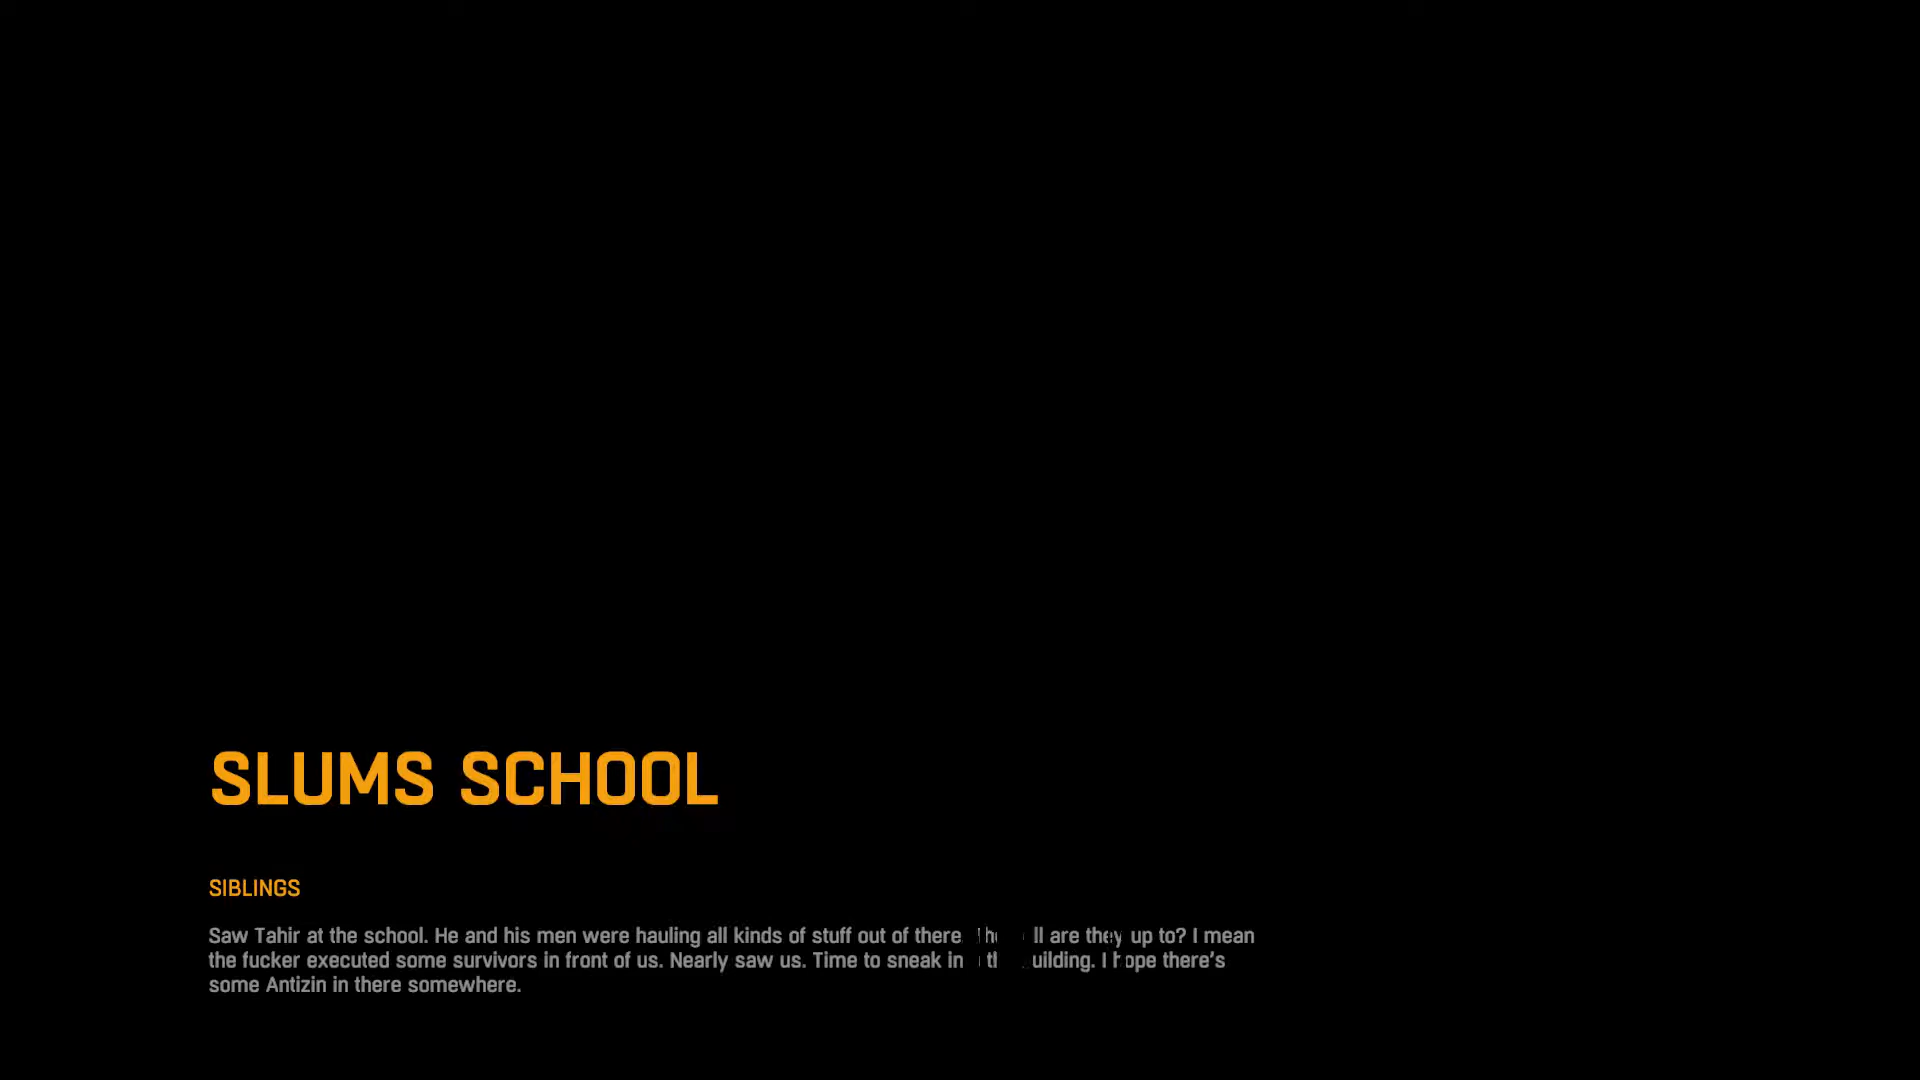 SLUMS SCHOOL
SIBLINGS
Saw Tahir at the school. He and his men were hauling all kinds of stuff out of there are they up to? I mean
the fucker executed some survivors in front of us. Nearly saw us. Time to sneak in I hope there's
some Antizin in there somewhere.